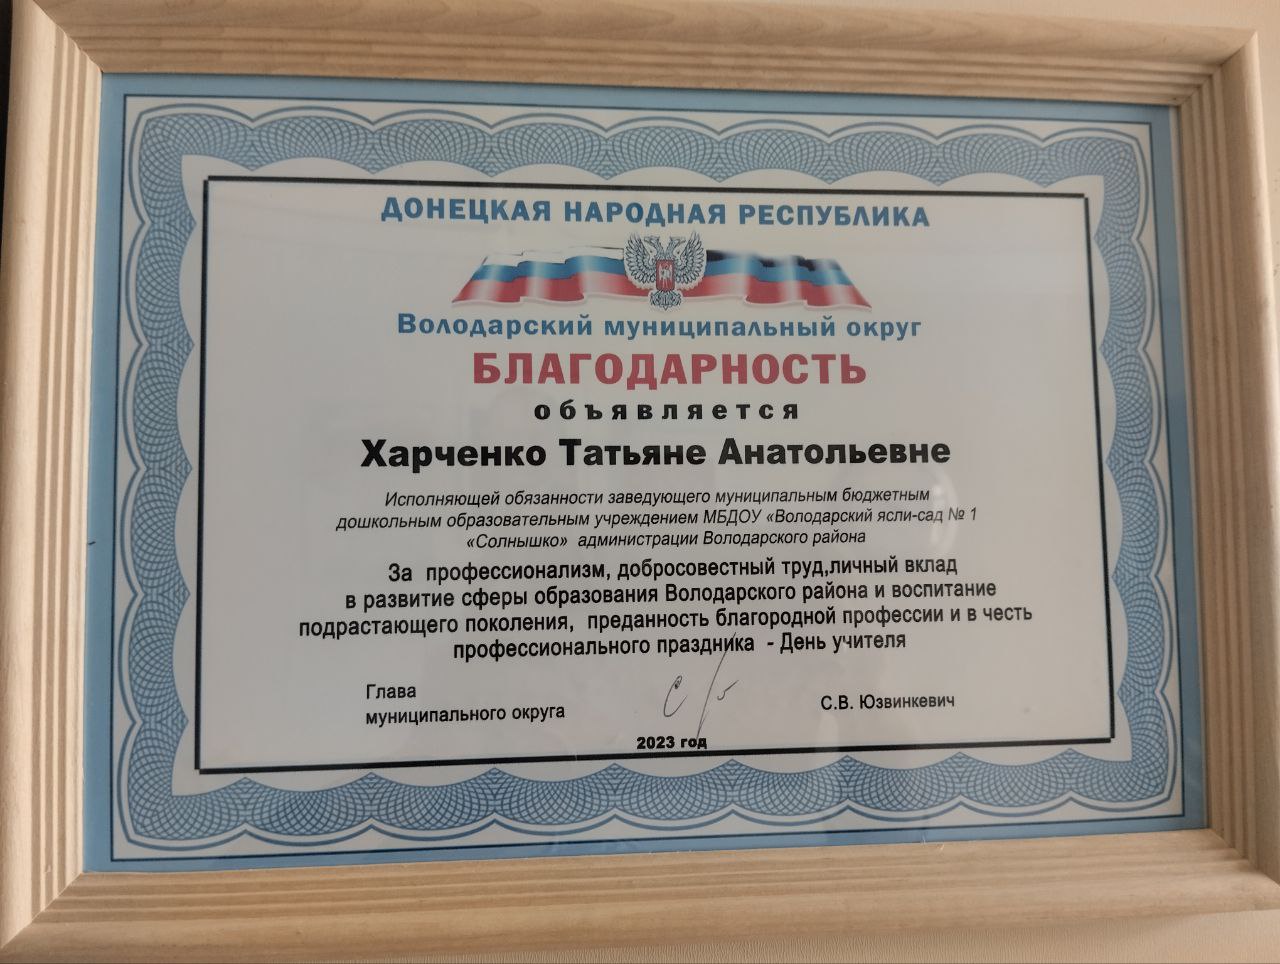 ДОНЕЦКАЯ НАРОДНАЯ РЕСПУБЛИКА
Володарский муниципальный округ
БЛАГОДАРНОСТЬ
объявляется
Харченко Татьяне Анатольевне
Исполняющей обязанности заведующего муниципальным бюджетным
дошкольным образовательным учреждением МБДОУ «Володарский ясли-сад № 1
«Солнышко» администрации Володарского района
За профессионализм, добросовестный труд,личный вклад
в развитие сферы образования Володарского района и воспитание
подрастающего поколения, преданность благородной профессии и в честь
профессионального праздника - День учителя
Глава
муниципального округа
С.В. Юзвинкевич
2023 год